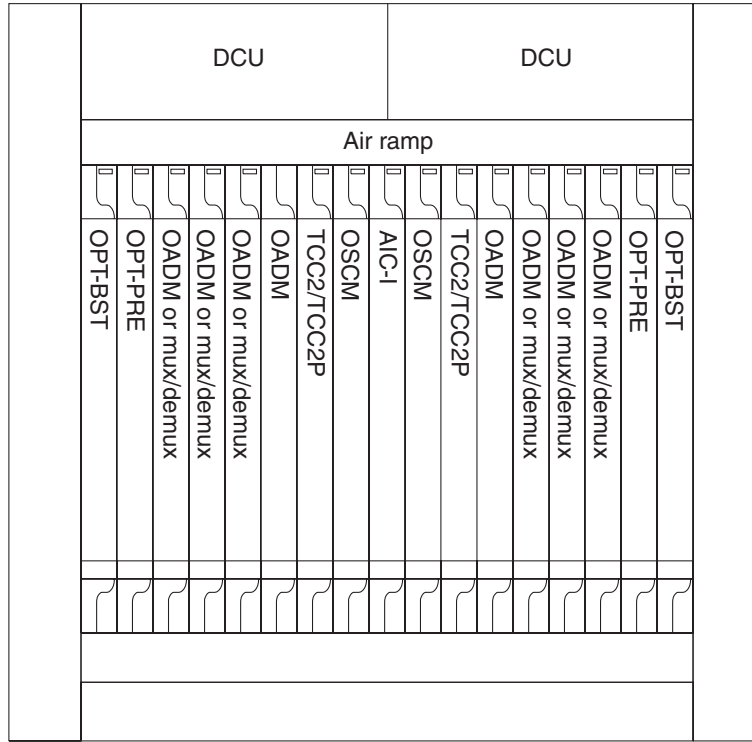 DCU
DCU
Air ramp
OPT-BST
OPT-PRE
OADM or mux/demux
OADM or mux/demux
OADM or mux/demux
OADM
TCC2/TCC2P
OSCM
AIC-I
OSCM
TCC2/TCC2P
OADM
OADM or mux/demux
OADM or mux/demux
OADM or mux/demux
OPT-PRE
OPT-BST